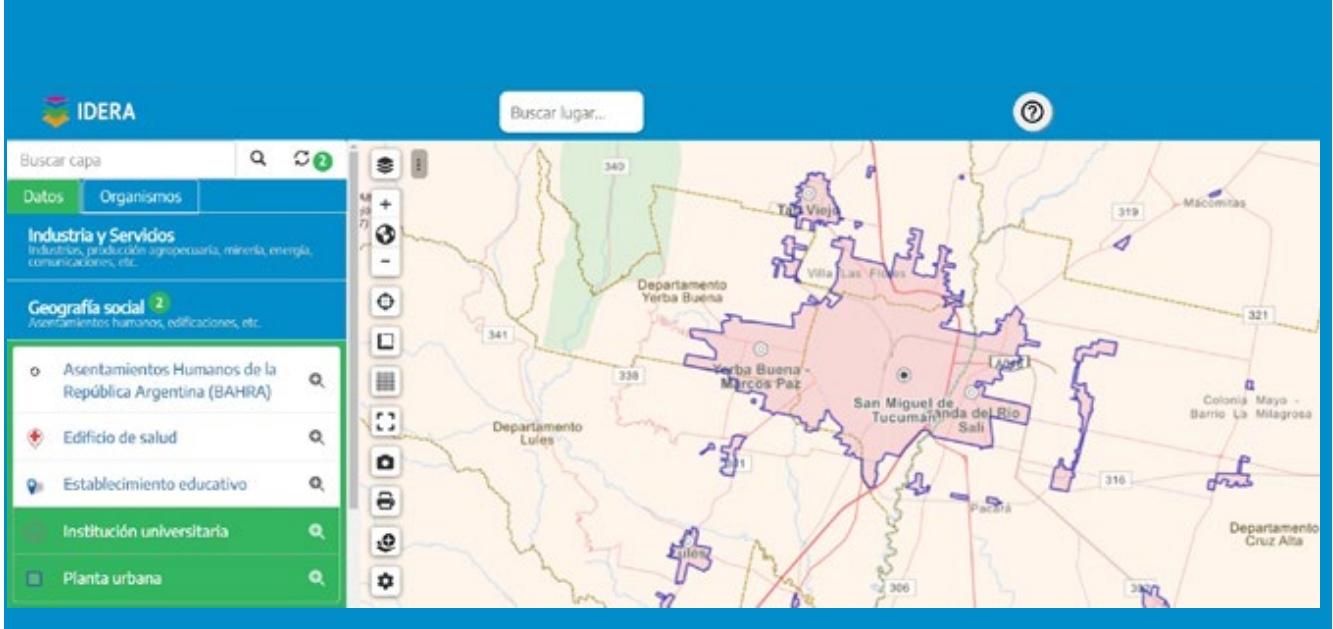 IDERA
Buscar lugar...
Buscar capa
2
Datos
Organismos
Industria y Servicios
Industrias, producción agropecuaria, minería, energía,
comunicaciones, etc.
Geografía social 2
Asentamientos humanos, edificaciones, etc.
Asentamientos Humanos de la
República Argentina (BAHRA)
Edificio de salud
Establecimiento educativo
Institución universitaria
Planta urbana
340
Tafí Viejo
319
Macomitas
Villa Las Flores
Departamento
Yerba Buena
321
341
338
Yerba Buena -
Marcos Paz
San Miguel de
Tucumán
Banda del Río
Salí
Colonia Mayo -
Barrio La Milagrosa
Departamento
Lules
301
316
Pacará
Departamento
Cruz Alta
Lules
306
302